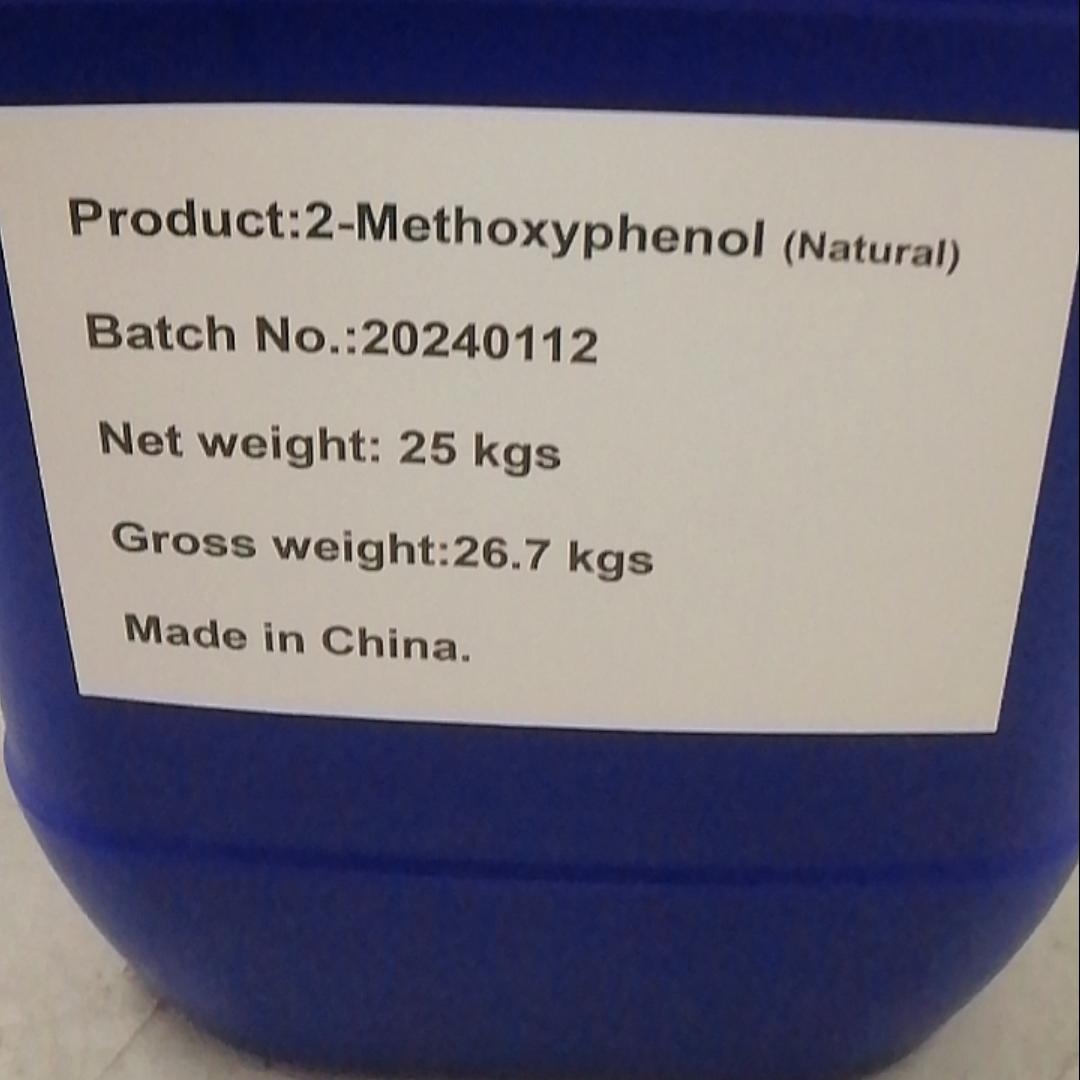 Product:2-Methoxyphenol (Natural)
Batch No.:20240112
Net weight: 25 kgs
Gross weight:26.7 kgs
Made in China.